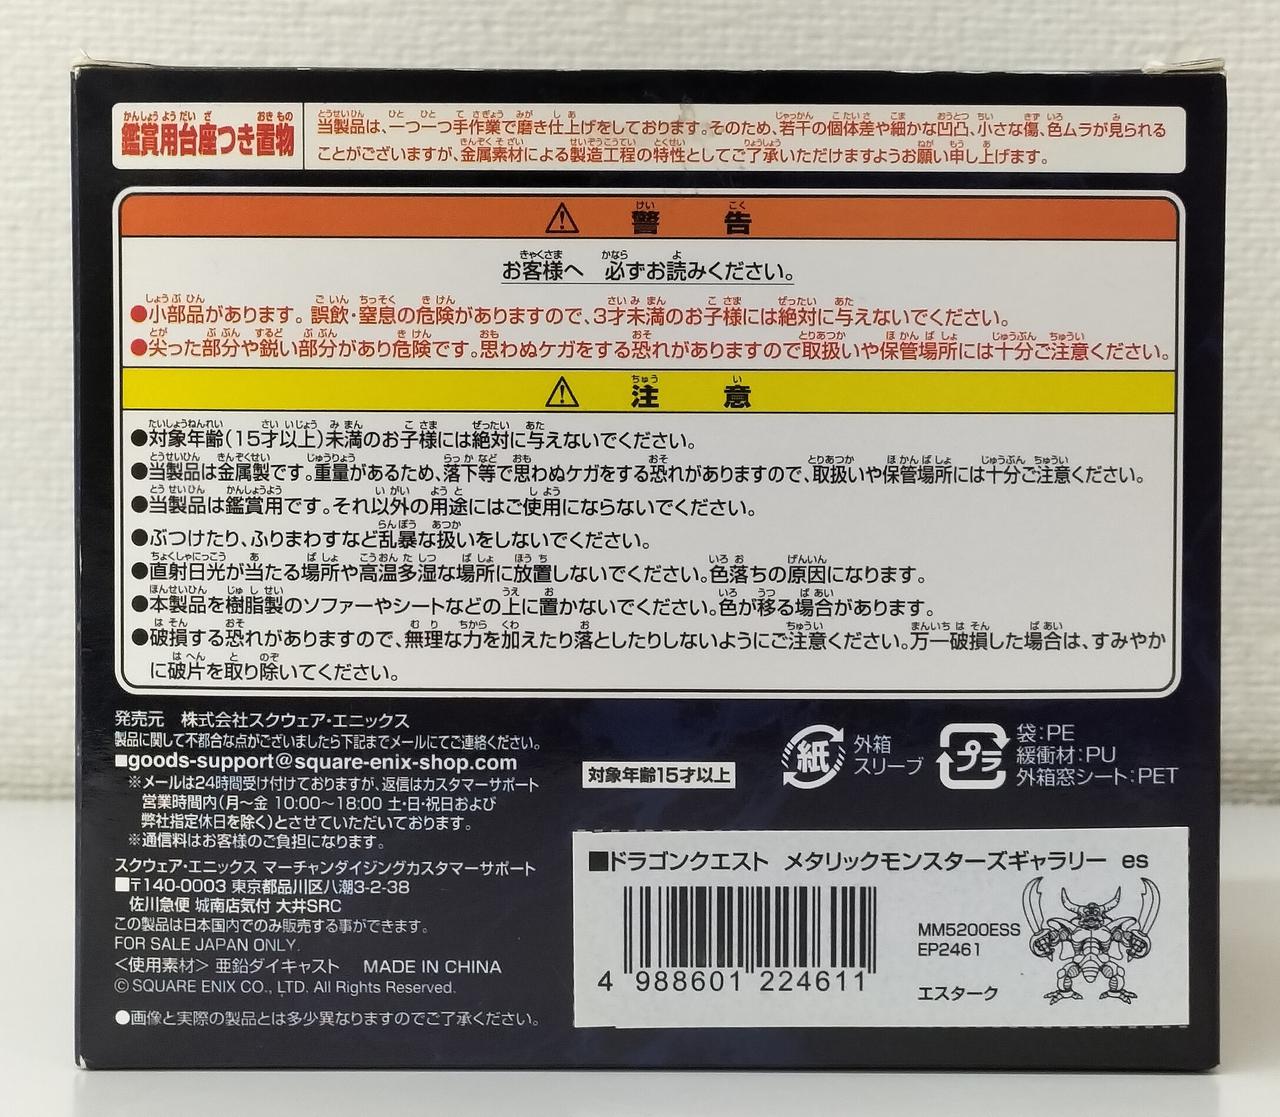 鑑賞用台座つき置物
当製品は、一つ一つ手作業で磨き仕上げをしております。そのため、若干の個体差や細かな凹凸、小さな傷、色ムラが見られる
ことがございますが、金属素材による製造工程の特性としてご了承いただけますようお願い申し上げます。
⚠ 警告
お客様へ 必ずお読みください。
●小部品があります。誤飲・窒息の危険がありますので、3才未満のお子様には絶対に与えないでください。
●尖った部分や鋭い部分があり危険です。思わぬケガをする恐れがありますので取扱いや保管場所には十分ご注意ください。
⚠ 注意
●対象年齢(15才以上)未満のお子様には絶対に与えないでください。
●当製品は金属製です。重量があるため、落下等で思わぬケガをする恐れがありますので、取扱いや保管場所には十分ご注意ください。
●当製品は鑑賞用です。それ以外の用途にはご使用にならないでください。
●ぶつけたり、ふりまわすなど乱暴な扱いをしないでください。
●直射日光が当たる場所や高温多湿な場所に放置しないでください。色落ちの原因になります。
●本製品を樹脂製のソファーやシートなどの上に置かないでください。色が移る場合があります。
●破損する恐れがありますので、無理な力を加えたり落としたりしないようにご注意ください。万一破損した場合は、すみやか
に破片を取り除いてください。
発売元 株式会社スクウェア・エニックス
製品に関して不都合な点がございましたら下記までメールにてご連絡ください。
■goods-support@square-enix-shop.com
※メールは24時間受け付けておりますが、返信はカスタマーサポート
営業時間内(月〜金 10:00〜18:00 土・日・祝日および
弊社指定休日を除く)とさせていただいております。
※通信料はお客様のご負担になります。
スクウェア・エニックス マーチャンダイジングカスタマーサポート
■〒140-0003 東京都品川区八潮3-2-38
佐川急便 城南店気付 大井SRC
この製品は日本国内でのみ販売する事ができます。
FOR SALE JAPAN ONLY.
<使用素材> 亜鉛ダイキャスト MADE IN CHINA
© SQUARE ENIX CO., LTD. All Rights Reserved.
●画像と実際の製品とは多少異なりますのでご了承ください。
対象年齢15才以上
紙
外箱
スリーブ
プラ
袋:PE
緩衝材:PU
外箱窓シート:PET
■ドラゴンクエスト メタリックモンスターズギャラリー es
4 988601 224611
MM5200ESS
EP2461
エスターク